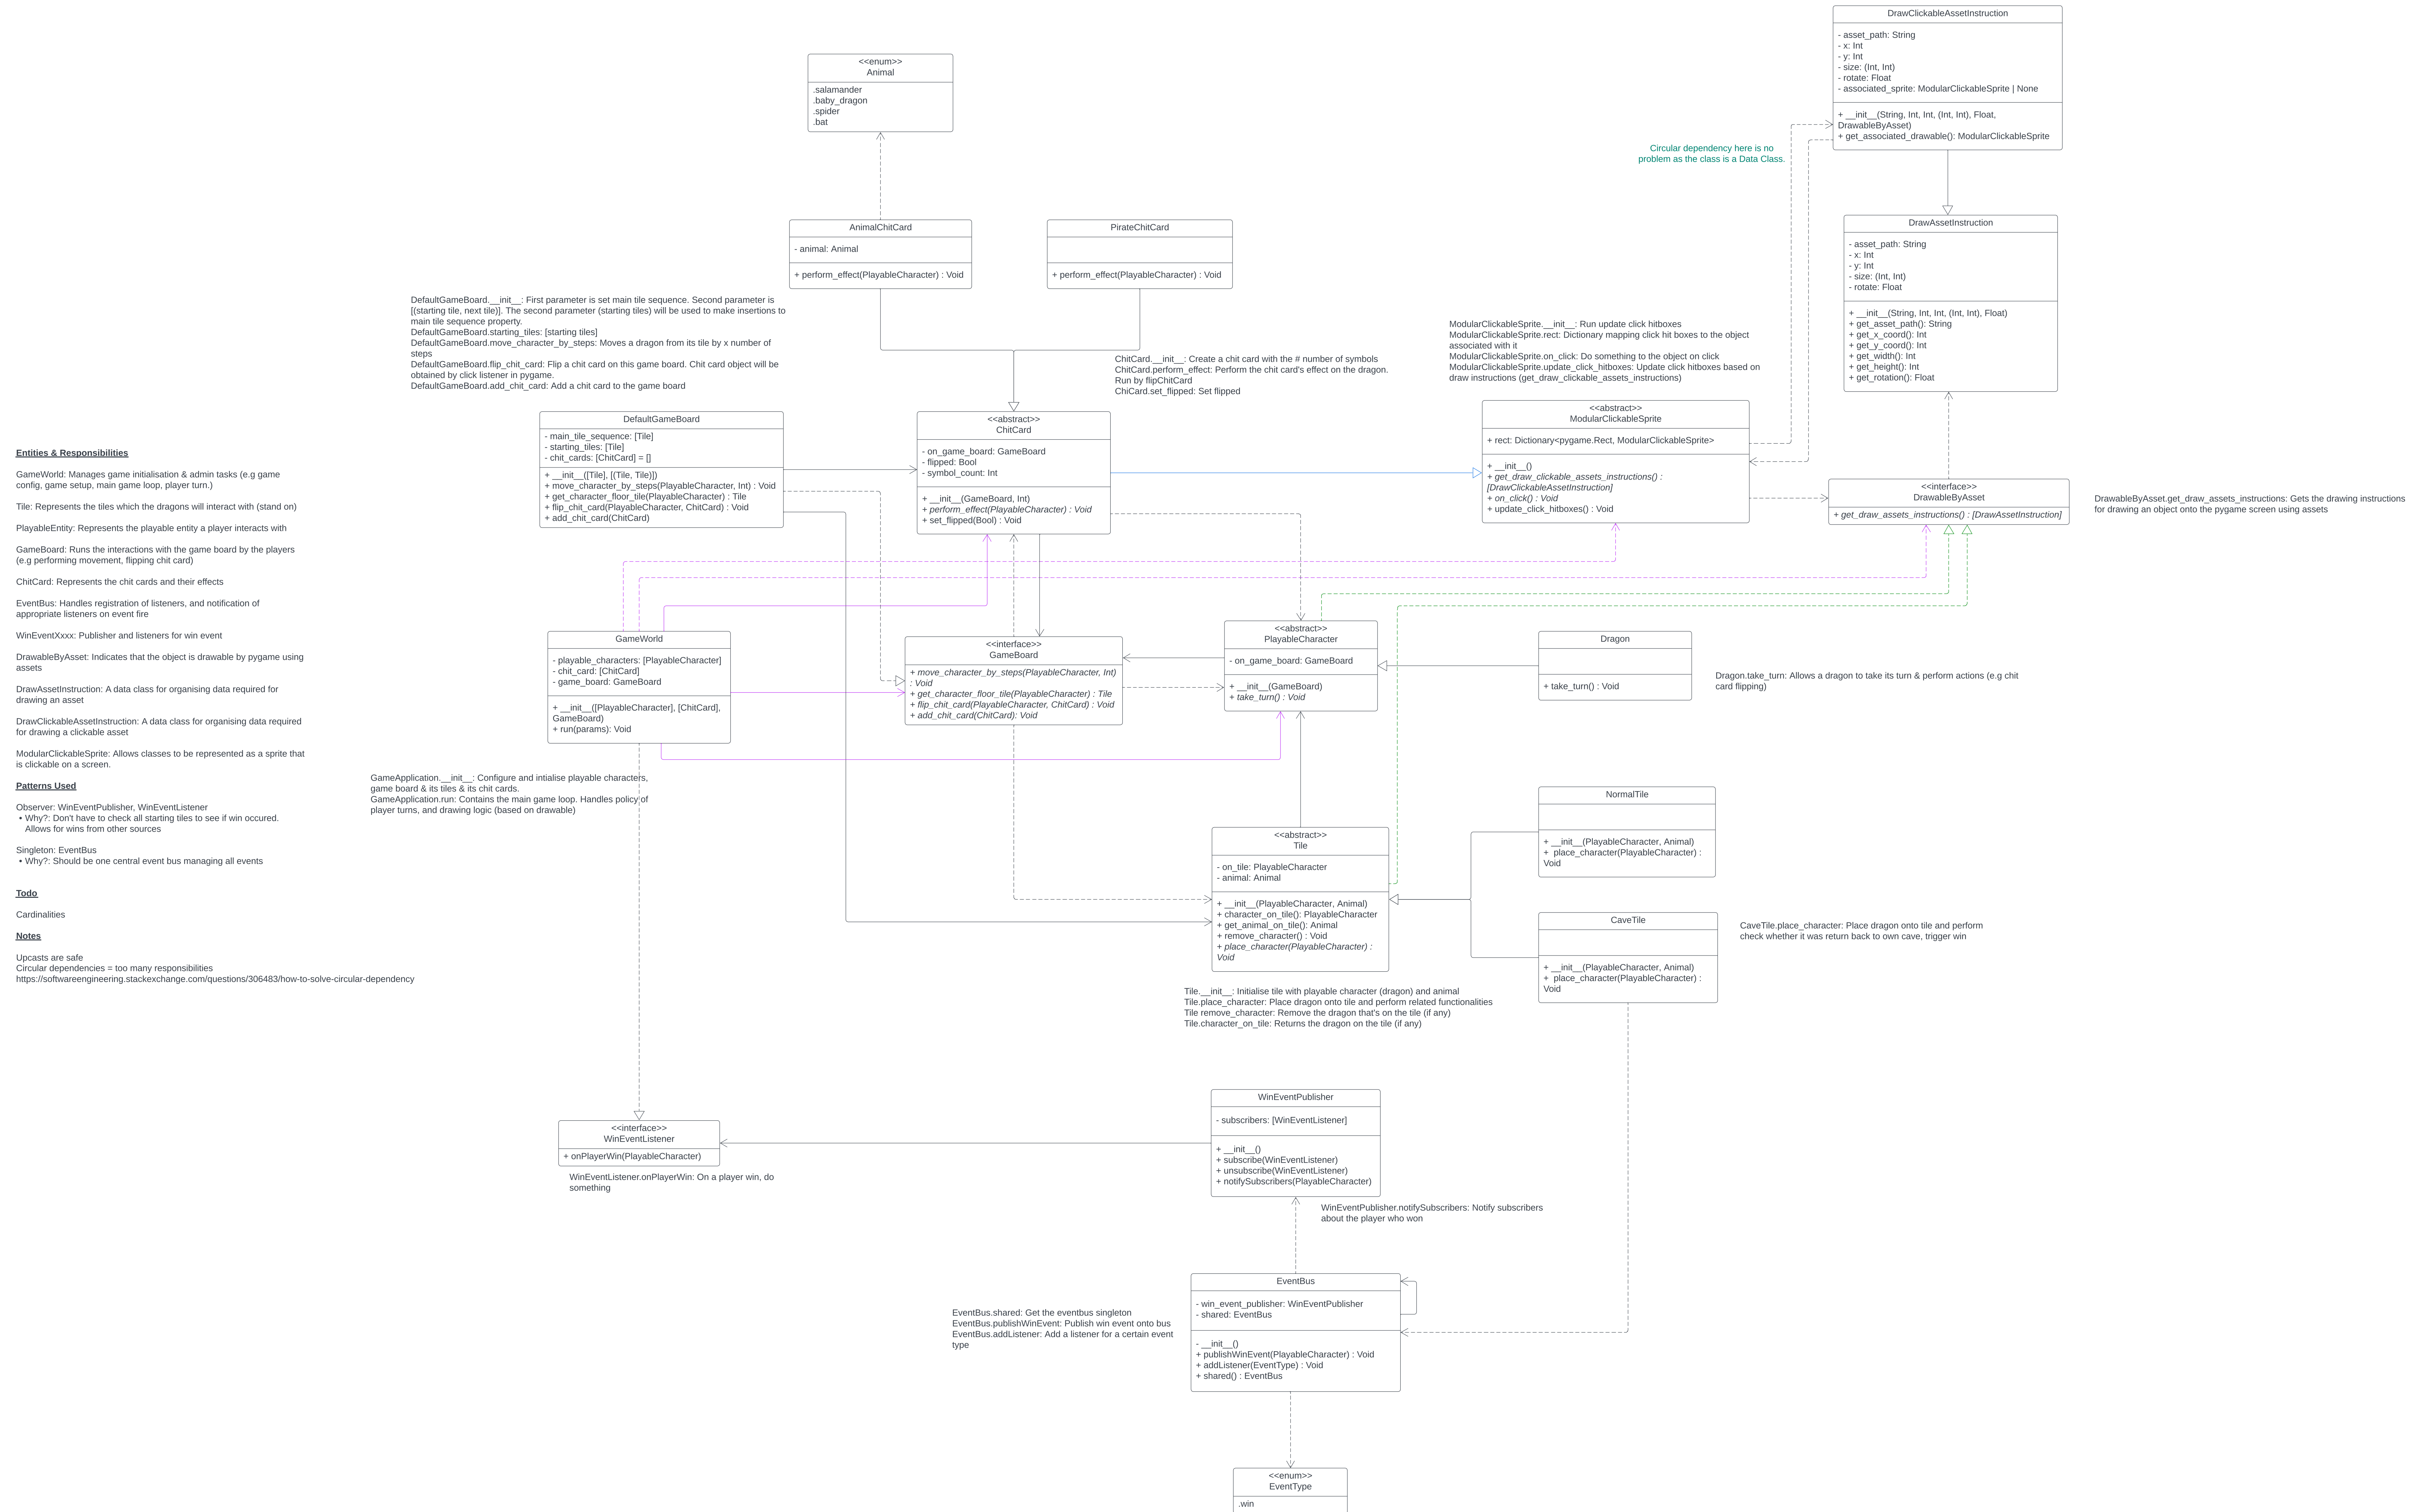 DrawClickableAssetInstruction
- asset_path: String
- x: Int
- y: Int
- size: (Int, Int)
- rotate: Float
- associated_sprite: ModularClickableSprite | None
+ __init__(String, Int, Int, (Int, Int), Float,
DrawableByAsset)
+ get_associated_drawable(): ModularClickableSprite
<<enum>>
Animal
.salamander
.baby_dragon
.spider
.bat
Circular dependency here is no
problem as the class is a Data Class.
AnimalChitCard
- animal: Animal
+ perform_effect(PlayableCharacter) : Void
PirateChitCard
+ perform_effect(PlayableCharacter) : Void
DrawAssetInstruction
- asset_path: String
- x: Int
- y: Int
- size: (Int, Int)
- rotate: Float
+ __init__(String, Int, Int, (Int, Int), Float)
+ get_asset_path(): String
+ get_x_coord(): Int
+ get_y_coord(): Int
+ get_width(): Int
+ get_height(): Int
+ get_rotation(): Float
DefaultGameBoard.__init__: First parameter is set main tile sequence. Second parameter is
[(starting tile, next tile)]. The second parameter (starting tiles) will be used to make insertions to
main tile sequence property.
DefaultGameBoard.starting_tiles: [starting tiles]
DefaultGameBoard.move_character_by_steps: Moves a dragon from its tile by x number of
steps
DefaultGameBoard.flip_chit_card: Flip a chit card on this game board. Chit card object will be
obtained by click listener in pygame.
DefaultGameBoard.add_chit_card: Add a chit card to the game board
ChitCard.__init__: Create a chit card with the # number of symbols
ChitCard.perform_effect: Perform the chit card's effect on the dragon.
Run by flipChitCard
ChiCard.set_flipped: Set flipped
ModularClickableSprite.__init__: Run update click hitboxes
ModularClickableSprite.rect: Dictionary mapping click hit boxes to the object
associated with it
ModularClickableSprite.on_click: Do something to the object on click
ModularClickableSprite.update_click_hitboxes: Update click hitboxes based on
draw instructions (get_draw_clickable_assets_instructions)
DefaultGameBoard
- main_tile_sequence: [Tile]
- starting_tiles: [Tile]
- chit_cards: [ChitCard] = []
+ __init__([Tile], [(Tile, Tile)])
+ move_character_by_steps(PlayableCharacter, Int) : Void
+ get_character_floor_tile(PlayableCharacter) : Tile
+ flip_chit_card(PlayableCharacter, ChitCard) : Void
+ add_chit_card(ChitCard)
<<abstract>>
ChitCard
- on_game_board: GameBoard
- flipped: Bool
- symbol_count: Int
+ __init__(GameBoard, Int)
+ perform_effect(PlayableCharacter) : Void
+ set_flipped(Bool) : Void
<<abstract>>
ModularClickableSprite
+ rect: Dictionary<pygame.Rect, ModularClickableSprite>
+ __init__()
+ get_draw_clickable_assets_instructions() :
[DrawClickableAssetInstruction]
+ on_click() : Void
+ update_click_hitboxes() : Void
<<interface>>
DrawableByAsset
+ get_draw_assets_instructions() : [DrawAssetInstruction]
DrawableByAsset.get_draw_assets_instructions: Gets the drawing instructions
for drawing an object onto the pygame screen using assets
Entities & Responsibilities
GameWorld: Manages game initialisation & admin tasks (e.g game
config, game setup, main game loop, player turn.)
Tile: Represents the tiles which the dragons will interact with (stand on)
PlayableEntity: Represents the playable entity a player interacts with
GameBoard: Runs the interactions with the game board by the players
(e.g performing movement, flipping chit card)
ChitCard: Represents the chit cards and their effects
EventBus: Handles registration of listeners, and notification of
appropriate listeners on event fire
WinEventXxxx: Publisher and listeners for win event
DrawableByAsset: Indicates that the object is drawable by pygame using
assets
DrawAssetInstruction: A data class for organising data required for
drawing an asset
DrawClickableAssetInstruction: A data class for organising data required
for drawing a clickable asset
ModularClickableSprite: Allows classes to be represented as a sprite that
is clickable on a screen.
Patterns Used
Observer: WinEventPublisher, WinEventListener
• Why?: Don't have to check all starting tiles to see if win occured.
Allows for wins from other sources
Singleton: EventBus
• Why?: Should be one central event bus managing all events
Todo
Cardinalities
Notes
Upcasts are safe
Circular dependencies = too many responsibilities
https://softwareengineering.stackexchange.com/questions/306483/how-to-solve-circular-dependency
GameWorld
- playable_characters: [PlayableCharacter]
- chit_card: [ChitCard]
- game_board: GameBoard
+ __init__([PlayableCharacter], [ChitCard],
GameBoard)
+ run(params): Void
<<interface>>
GameBoard
+ move_character_by_steps(PlayableCharacter, Int)
: Void
+ get_character_floor_tile(PlayableCharacter) : Tile
+ flip_chit_card(PlayableCharacter, ChitCard) : Void
+ add_chit_card(ChitCard): Void
<<abstract>>
PlayableCharacter
- on_game_board: GameBoard
+ __init__(GameBoard)
+ take_turn() : Void
Dragon
+ take_turn() : Void
Dragon.take_turn: Allows a dragon to take its turn & perform actions (e.g chit
card flipping)
GameApplication.__init__: Configure and intialise playable characters,
game board & its tiles & its chit cards.
GameApplication.run: Contains the main game loop. Handles policy of
player turns, and drawing logic (based on drawable)
NormalTile
+ __init__(PlayableCharacter, Animal)
+  place_character(PlayableCharacter) :
Void
<<abstract>>
Tile
- on_tile: PlayableCharacter
- animal: Animal
+ __init__(PlayableCharacter, Animal)
+ character_on_tile(): PlayableCharacter
+ get_animal_on_tile(): Animal
+ remove_character() : Void
+ place_character(PlayableCharacter) :
Void
CaveTile
+ __init__(PlayableCharacter, Animal)
+  place_character(PlayableCharacter) :
Void
CaveTile.place_character: Place dragon onto tile and perform
check whether it was return back to own cave, trigger win
Tile.__init__: Initialise tile with playable character (dragon) and animal
Tile.place_character: Place dragon onto tile and perform related functionalities
Tile remove_character: Remove the dragon that's on the tile (if any)
Tile.character_on_tile: Returns the dragon on the tile (if any)
<<interface>>
WinEventListener
+ onPlayerWin(PlayableCharacter)
WinEventListener.onPlayerWin: On a player win, do
something
WinEventPublisher
- subscribers: [WinEventListener]
+ __init__()
+ subscribe(WinEventListener)
+ unsubscribe(WinEventListener)
+ notifySubscribers(PlayableCharacter)
WinEventPublisher.notifySubscribers: Notify subscribers
about the player who won
EventBus
- win_event_publisher: WinEventPublisher
- shared: EventBus
- __init__()
+ publishWinEvent(PlayableCharacter) : Void
+ addListener(EventType) : Void
+ shared() : EventBus
EventBus.shared: Get the eventbus singleton
EventBus.publishWinEvent: Publish win event onto bus
EventBus.addListener: Add a listener for a certain event
type
<<enum>>
EventType
.win